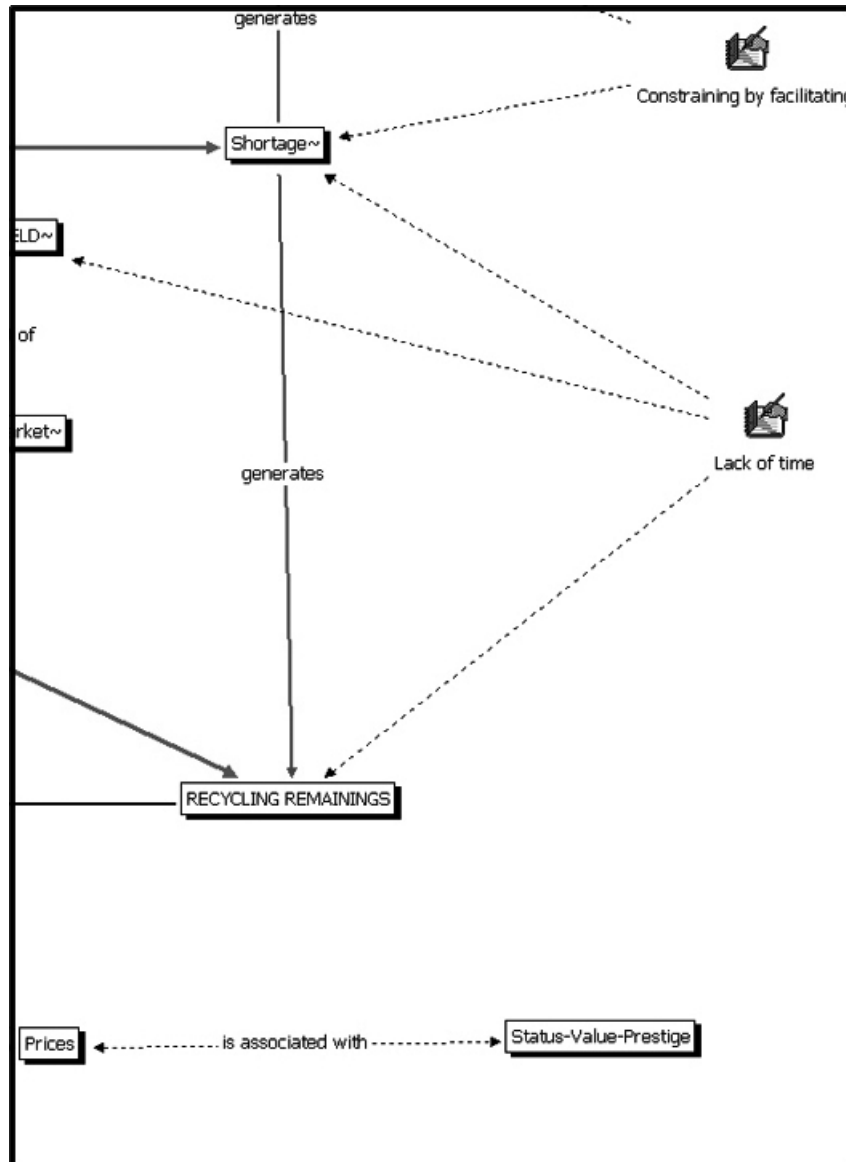 generates
Constraining by facilitating
Shortage~
ELD~
of
rket~
generates
Lack of time
RECYCLING REMAININGS
Prices
is associated with
Status-Value-Prestige